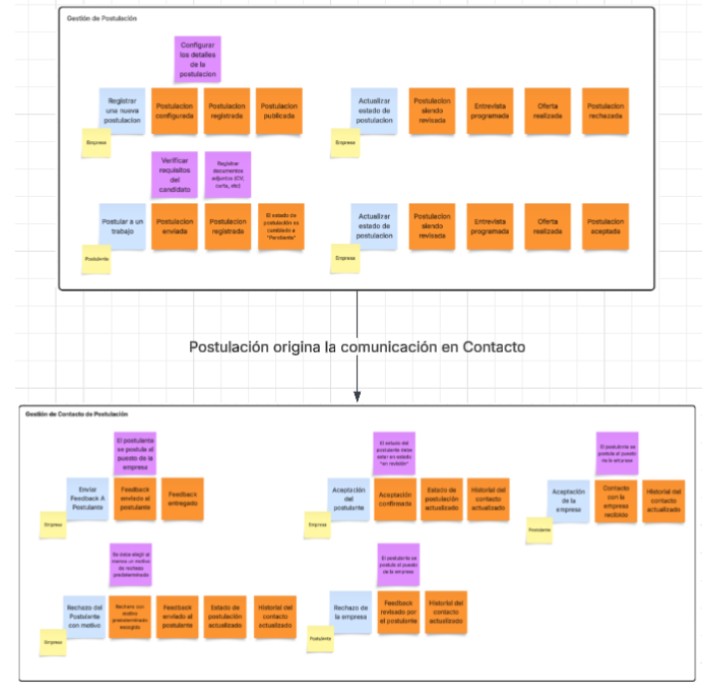 Gestión de Postulación
Configurar
los detalles
de la
postulacion
Registrar
una nueva
postulacion
Postulacion
configurada
Postulacion
registrada
Postulacion
publicada
Empresa
Actualizar
estado de
postulacion
Postulacion
siendo
revisada
Entrevista
programada
Oferta
realizada
Postulacion
rechazada
Empresa
Verificar
requisitos
del
candidato
Registrar
documentos
adjuntos (CV,
carta, etc)
Postular a un
trabajo
Postulacion
enviada
Postulacion
registrada
El estado de
postulación es
cambiado a
"Pendiente"
Postulante
Actualizar
estado de
postulacion
Postulacion
siendo
revisada
Entrevista
programada
Oferta
realizada
Postulacion
aceptada
Empresa
Postulación origina la comunicación en Contacto
Gestión de Contacto de Postulación
El postulante
se postula al
puesto de la
empresa
Enviar
Feedback A
Postulante
Feedback
enviado al
postulante
Feedback
entregado
Empresa
El estado del
postulante debe
estar en estado
"en revisión"
Aceptación
del
postulante
Aceptación
confirmada
Estado de
postulación
actualizado
Historial del
contacto
actualizado
Empresa
El postulante se
postula al puesto
de la empresa
Aceptación
de la
empresa
Contacto
con la
empresa
recibido
Historial del
contacto
actualizado
Postulante
Se debe elegir al
menos un motivo
de rechazo
predeterminado
Rechazo del
Postulante
con motivo
Rechazo con
motivo
predeterminado
escogido
Feedback
enviado al
postulante
Estado de
postulación
actualizado
Historial del
contacto
actualizado
Empresa
El postulante se
postula al puesto
de la empresa
Rechazo de
la empresa
Feedback
revisado por
el postulante
Historial del
contacto
actualizado
Postulante